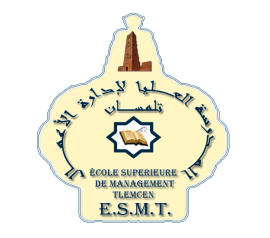 المدرسة العليا لإدارة الأعمال
تلمسان
ÉCOLE SUPERIEURE
DE MANAGEMENT
TLEMCEN
E.S.M.T.